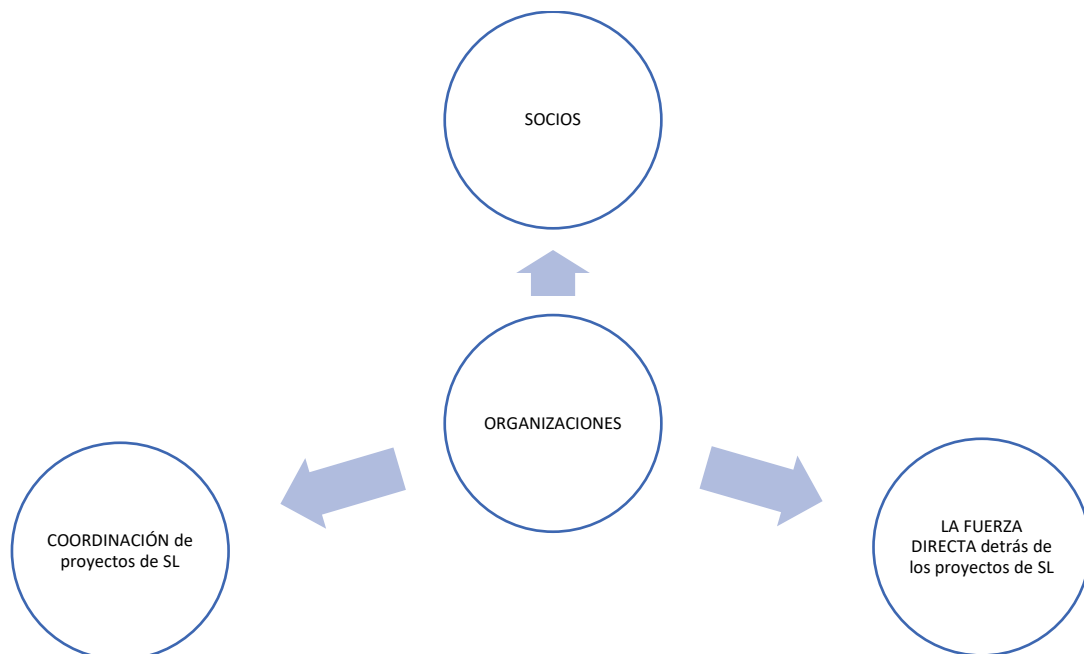 SOCIOS
ORGANIZACIONES
COORDINACIÓN de
proyectos de SL
LA FUERZA
DIRECTA detrás de
los proyectos de SL